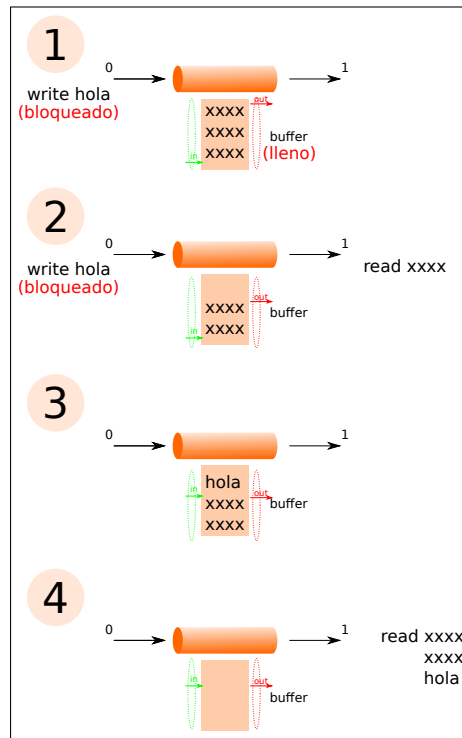 1
0
1
write hola
(bloqueado)
xxxx
xxxx
xxxx
in
out
buffer
(lleno)
2
0
1
write hola
(bloqueado)
read xxxx
xxxx
xxxx
in
out
buffer
3
0
1
hola
xxxx
xxxx
in
out
buffer
4
0
1
read xxxx
xxxx
hola
in
out
buffer